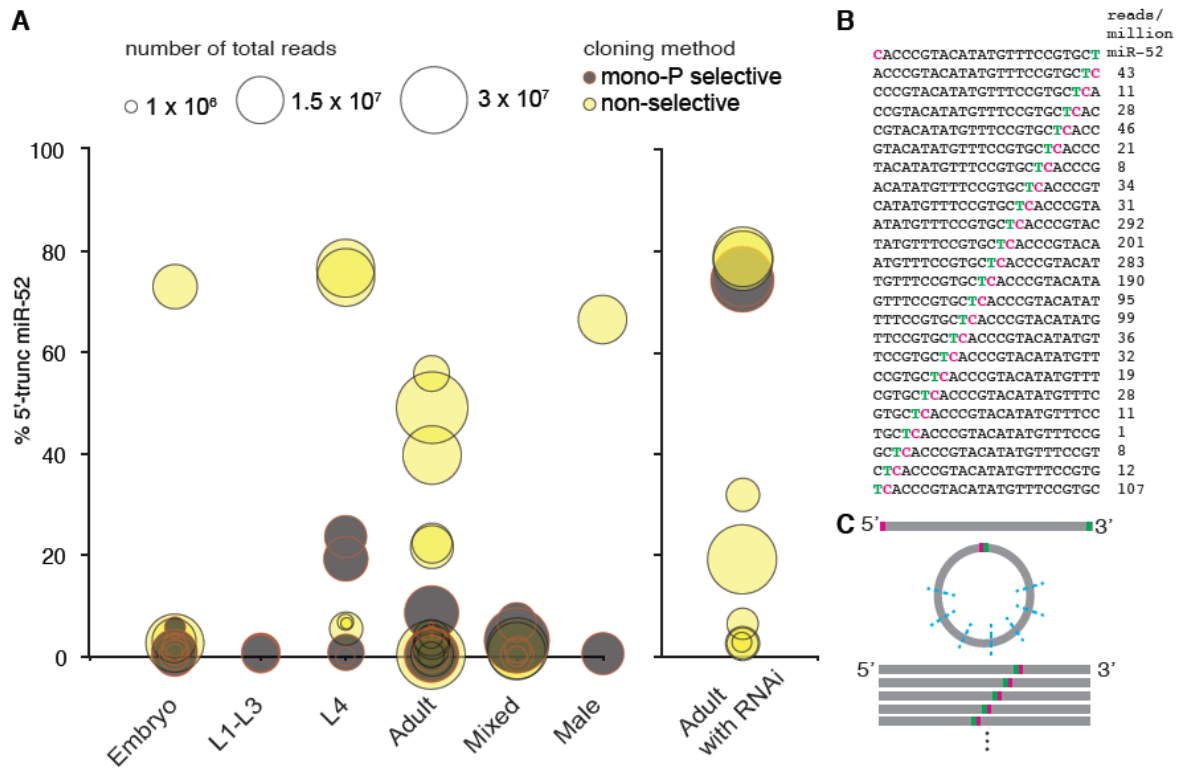 A
number of total reads
1 x 10⁶
1.5 x 10⁷
3 x 10⁷
cloning method
mono-P selective
non-selective
% 5'-trunc miR-52
100
80
60
40
20
0
Embryo
L1-L3
L4
Adult
Mixed
Male
Adult
with RNAi
B
reads/
million
CACCCGTACATATGTTTCCGTGCT miR-52
ACCCGTACATATGTTTCCGTGCTC 43
CCCGTACATATGTTTCCGTGCTCA 11
CCGTACATATGTTTCCGTGCTCAC 28
CGTACATATGTTTCCGTGCTCACC 46
GTACATATGTTTCCGTGCTCACCC 21
TACATATGTTTCCGTGCTCACCCG 8
ACATATGTTTCCGTGCTCACCCGT 34
CATATGTTTCCGTGCTCACCCGTA 31
ATATGTTTCCGTGCTCACCCGTAC 292
TATGTTTCCGTGCTCACCCGTACA 201
ATGTTTCCGTGCTCACCCGTACAT 283
TGTTTCCGTGCTCACCCGTACATA 190
GTTTCCGTGCTCACCCGTACATAT 95
TTTCCGTGCTCACCCGTACATATG 99
TTCCGTGCTCACCCGTACATATGT 36
TCCGTGCTCACCCGTACATATGTT 32
CCGTGCTCACCCGTACATATGTTT 19
CGTGCTCACCCGTACATATGTTTC 28
GTGCTCACCCGTACATATGTTTCC 11
TGCTCACCCGTACATATGTTTCCG 1
GCTCACCCGTACATATGTTTCCGT 8
CTCACCCGTACATATGTTTCCGTG 12
TCACCCGTACATATGTTTCCGTGC 107
C
5' 3'
5' 3'